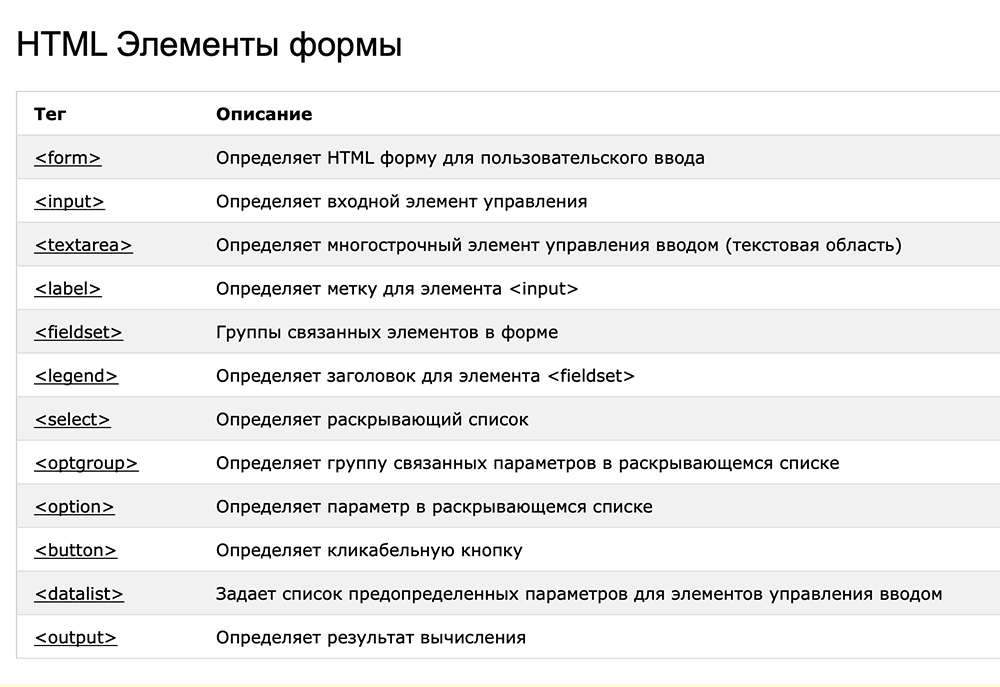 HTML Элементы формы
Тег Описание
<form> Определяет HTML форму для пользовательского ввода
<input> Определяет входной элемент управления
<textarea> Определяет многострочный элемент управления вводом (текстовая область)
<label> Определяет метку для элемента <input>
<fieldset> Группы связанных элементов в форме
<legend> Определяет заголовок для элемента <fieldset>
<select> Определяет раскрывающий список
<optgroup> Определяет группу связанных параметров в раскрывающемся списке
<option> Определяет параметр в раскрывающемся списке
<button> Определяет кликабельную кнопку
<datalist> Задает список предопределенных параметров для элементов управления вводом
<output> Определяет результат вычисления